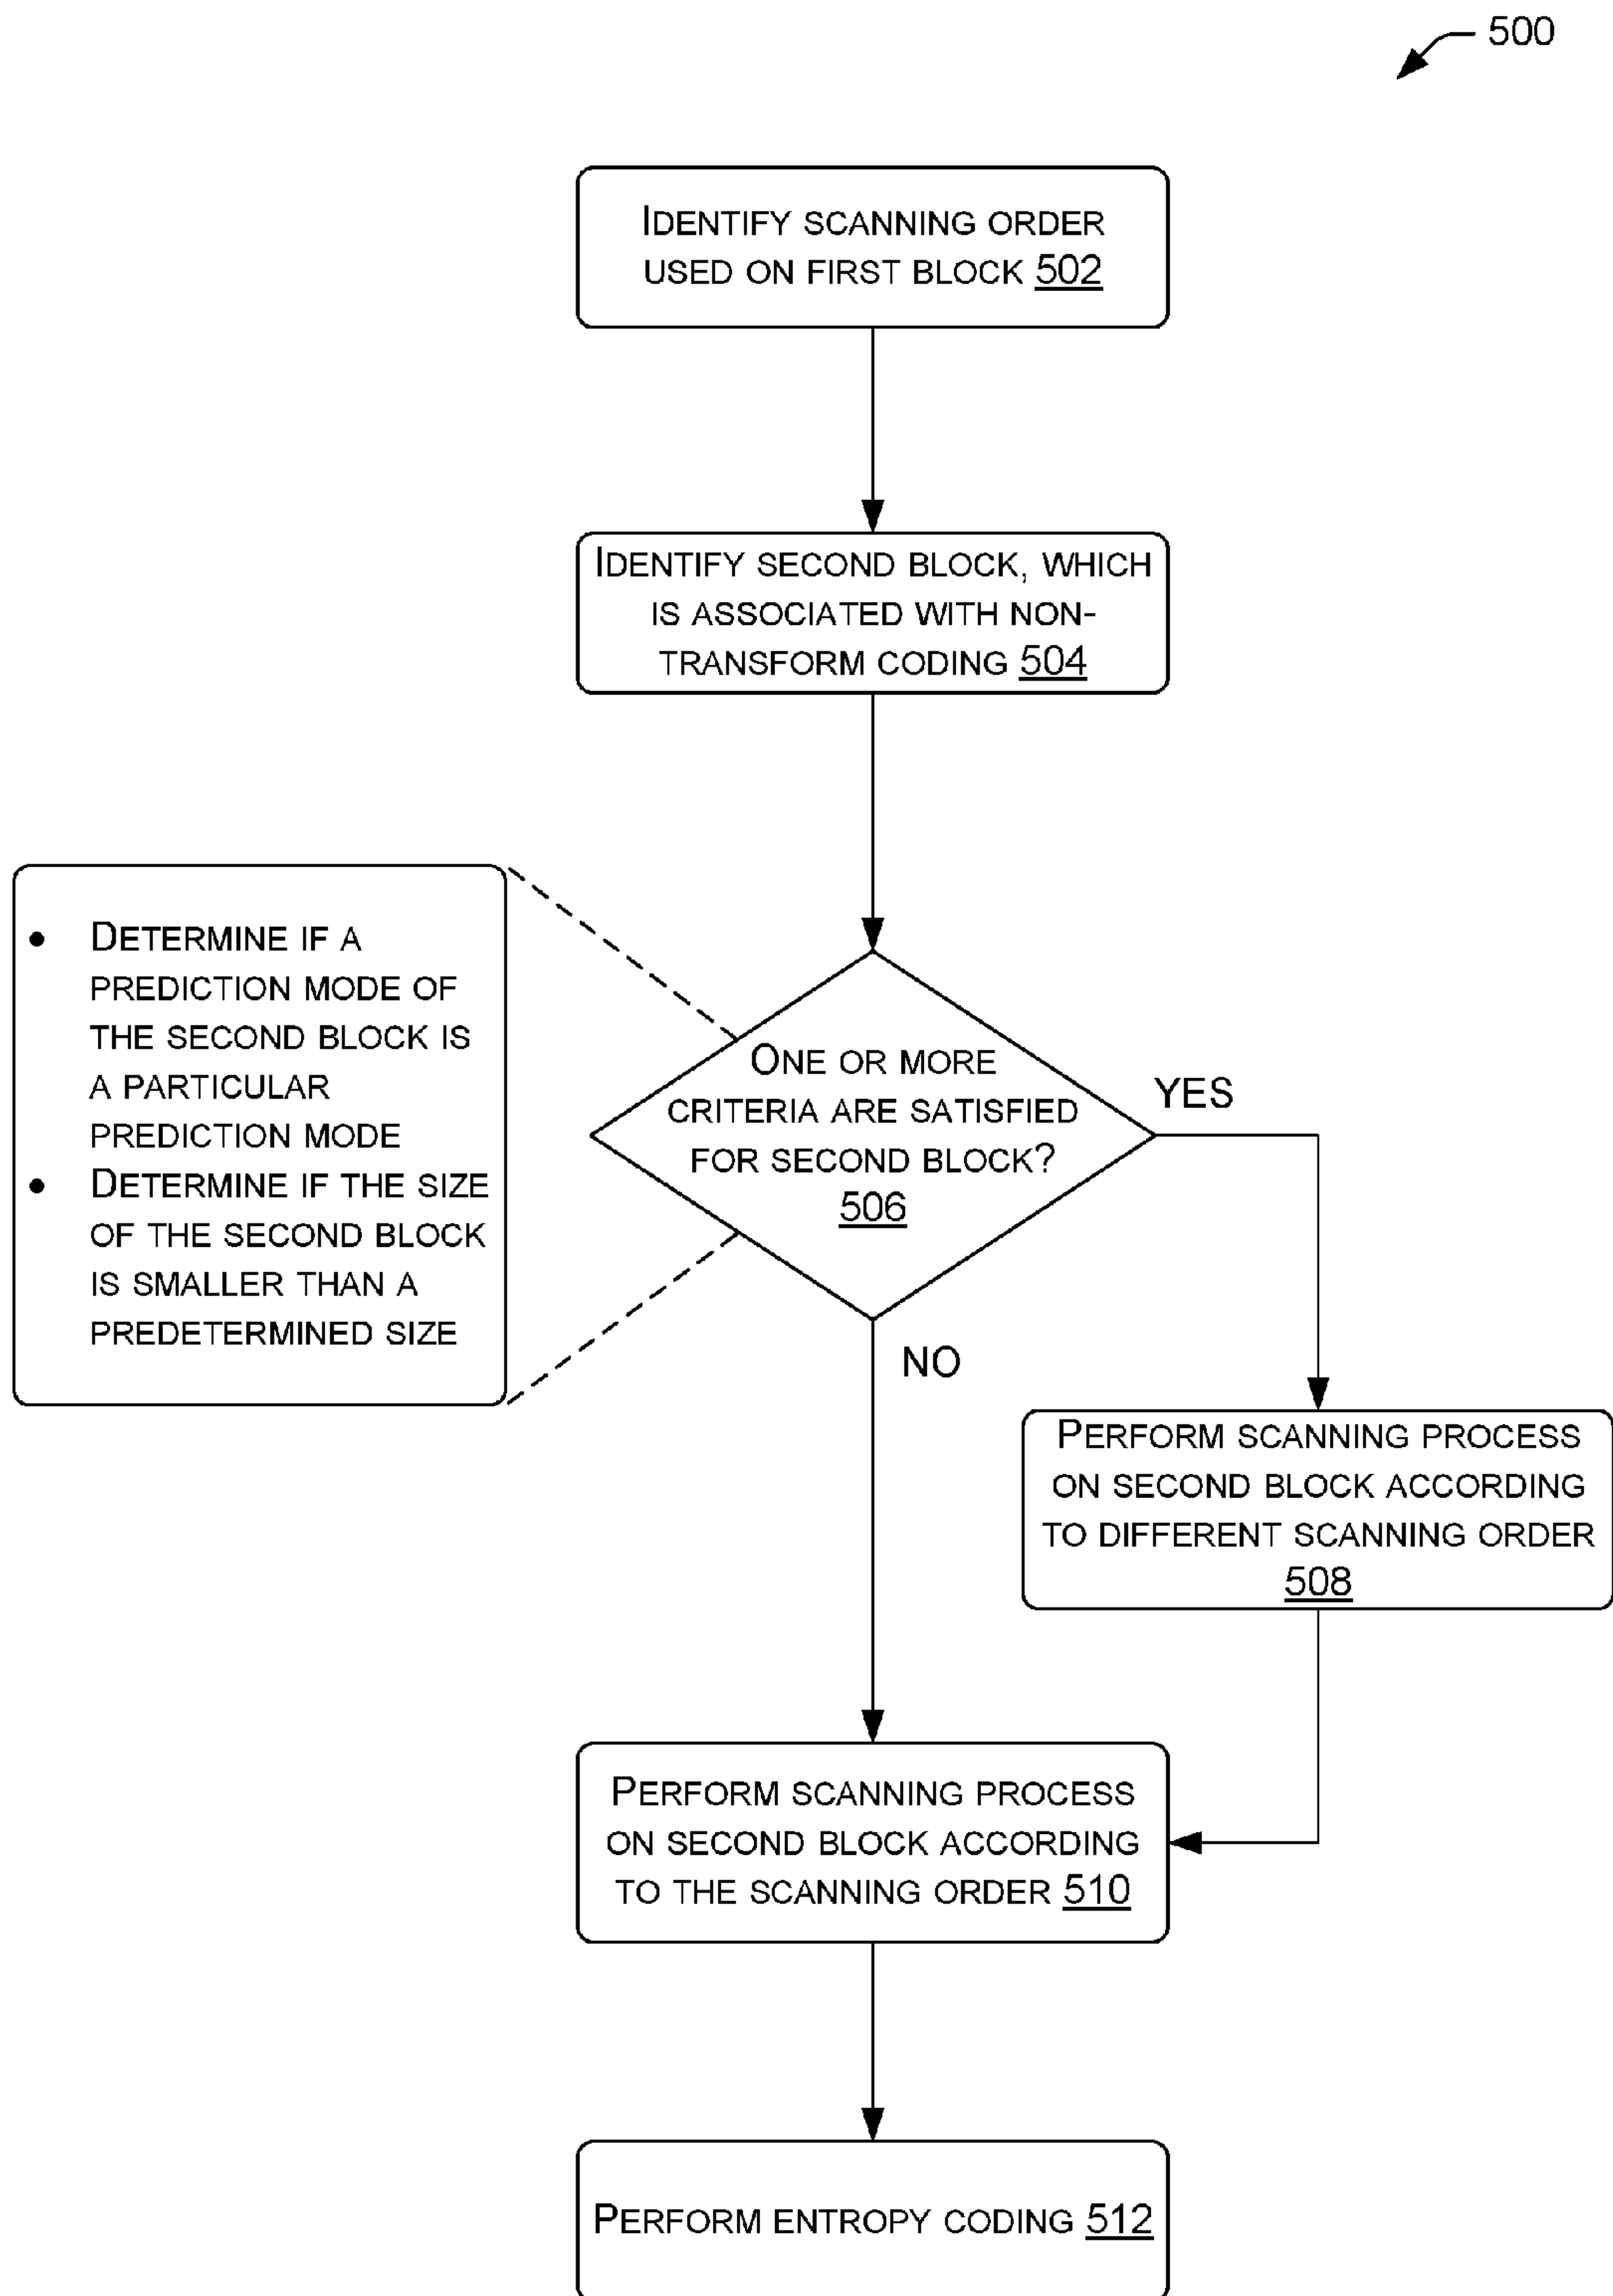 500
IDENTIFY SCANNING ORDER
USED ON FIRST BLOCK 502
IDENTIFY SECOND BLOCK, WHICH
IS ASSOCIATED WITH NON-
TRANSFORM CODING 504
• DETERMINE IF A
PREDICTION MODE OF
THE SECOND BLOCK IS
A PARTICULAR
PREDICTION MODE
• DETERMINE IF THE SIZE
OF THE SECOND BLOCK
IS SMALLER THAN A
PREDETERMINED SIZE
ONE OR MORE
CRITERIA ARE SATISFIED
FOR SECOND BLOCK?
506
YES
NO
PERFORM SCANNING PROCESS
ON SECOND BLOCK ACCORDING
TO DIFFERENT SCANNING ORDER
508
PERFORM SCANNING PROCESS
ON SECOND BLOCK ACCORDING
TO THE SCANNING ORDER 510
PERFORM ENTROPY CODING 512